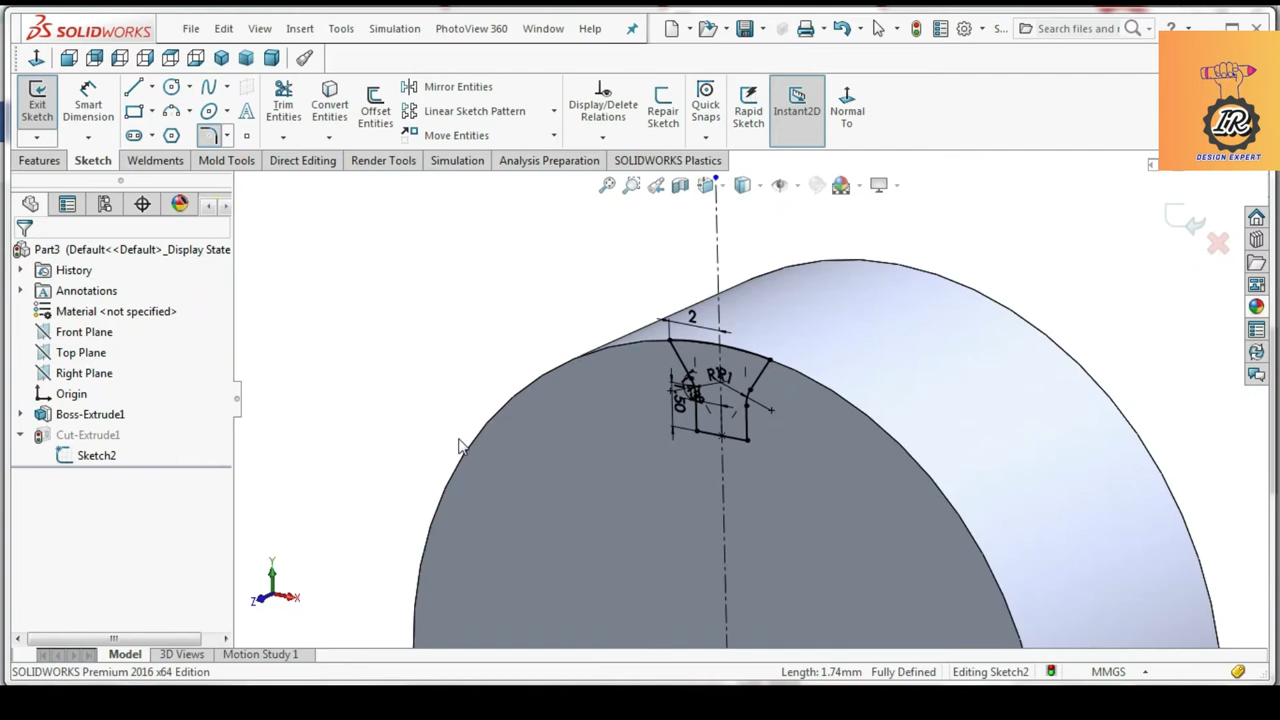 SOLIDWORKS File Edit View Insert Tools Simulation PhotoView 360 Window Help S... Search files and r
Exit Sketch
Smart Dimension
Trim Entities
Convert Entities
Offset Entities
Mirror Entities
Linear Sketch Pattern
Move Entities
Display/Delete Relations
Repair Sketch
Quick Snaps
Rapid Sketch
Instant2D
Normal To
IR
DESIGN EXPERT
Features Sketch Weldments Mold Tools Direct Editing Render Tools Simulation Analysis Preparation SOLIDWORKS Plastics
Part3 (Default<<Default>_Display State
History
Annotations
Material <not specified>
Front Plane
Top Plane
Right Plane
Origin
Boss-Extrude1
Cut-Extrude1
Sketch2
2
Y
X
Z
Model 3D Views Motion Study 1
SOLIDWORKS Premium 2016 x64 Edition Length: 1.74mm Fully Defined Editing Sketch2 MMGS